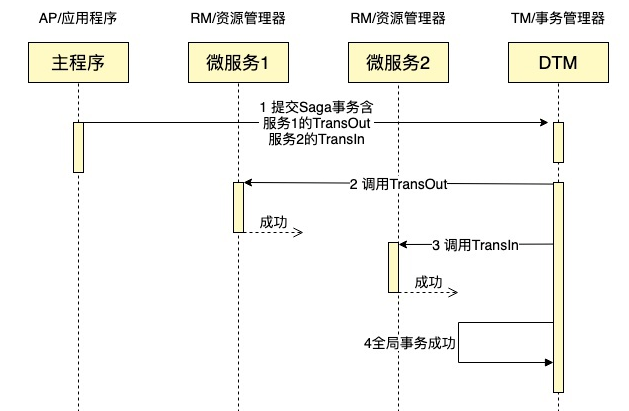 AP/应用程序
RM/资源管理器
RM/资源管理器
TM/事务管理器
主程序
微服务1
微服务2
DTM
1 提交Saga事务含
服务1的TransOut
服务2的TransIn
2 调用TransOut
成功
3 调用TransIn
成功
4全局事务成功